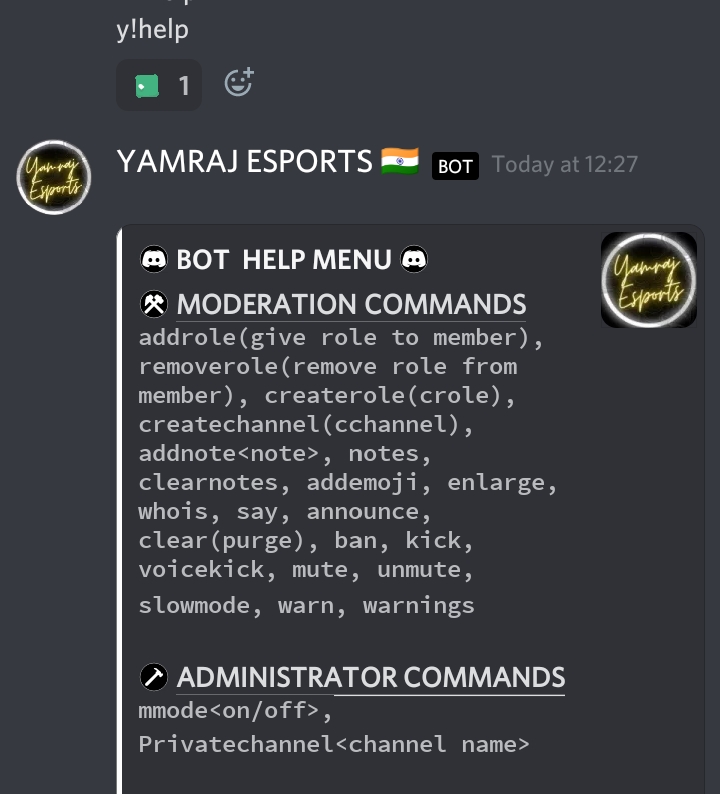 y!help
1
YAMRAJ ESPORTS BOT Today at 12:27
Yamraj
Esports
BOT HELP MENU
Yamraj
Esports
MODERATION COMMANDS
addrole(give role to member),
removerole(remove role from
member), createrole(crole),
createchannel(cchannel),
addnote<note>, notes,
clearnotes, addemoji, enlarge,
whois, say, announce,
clear(purge), ban, kick,
voicekick, mute, unmute,
slowmode, warn, warnings
ADMINISTRATOR COMMANDS
mmode<on/off>,
Privatechannel<channel name>